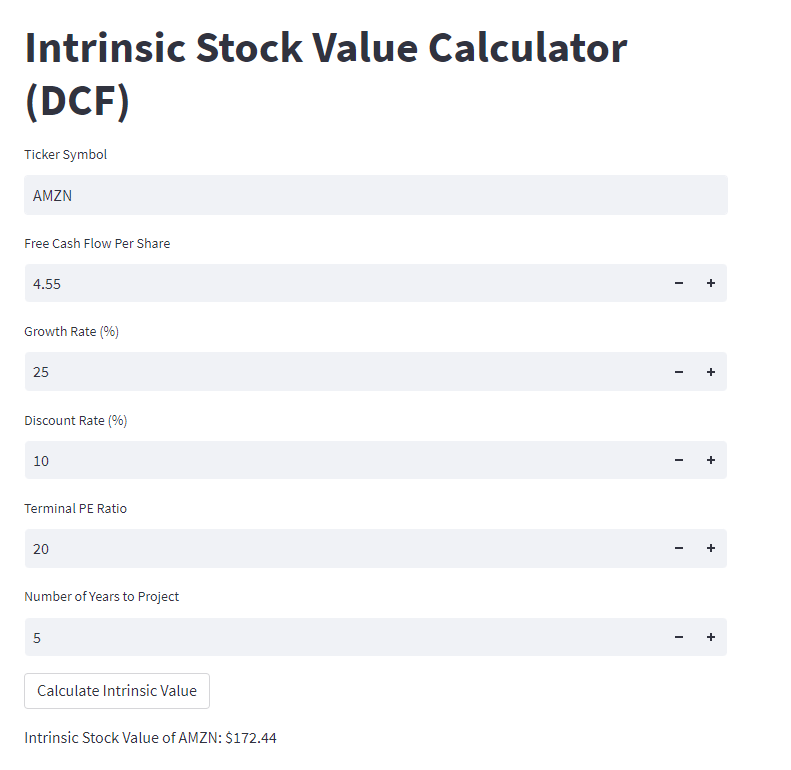 Intrinsic Stock Value Calculator
(DCF)
Ticker Symbol
AMZN
Free Cash Flow Per Share
4.55
Growth Rate (%)
25
Discount Rate (%)
10
Terminal PE Ratio
20
Number of Years to Project
5
Calculate Intrinsic Value
Intrinsic Stock Value of AMZN: $172.44